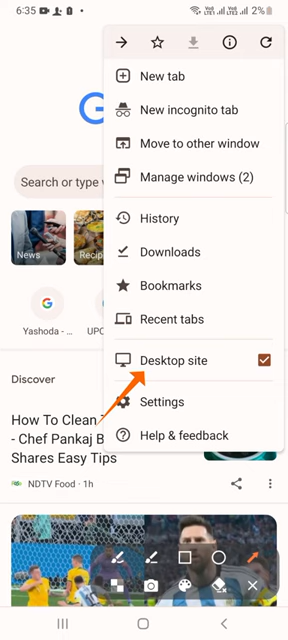 6:35
2%
New tab
New incognito tab
Move to other window
Search or type
Manage windows (2)
News
Recip
History
Downloads
Bookmarks
Recent tabs
Yashoda - ...
UPC
Desktop site
Discover
Settings
Help & feedback
How To Clean
- Chef Pankaj B
Shares Easy Tips
NDTV Food · 1h